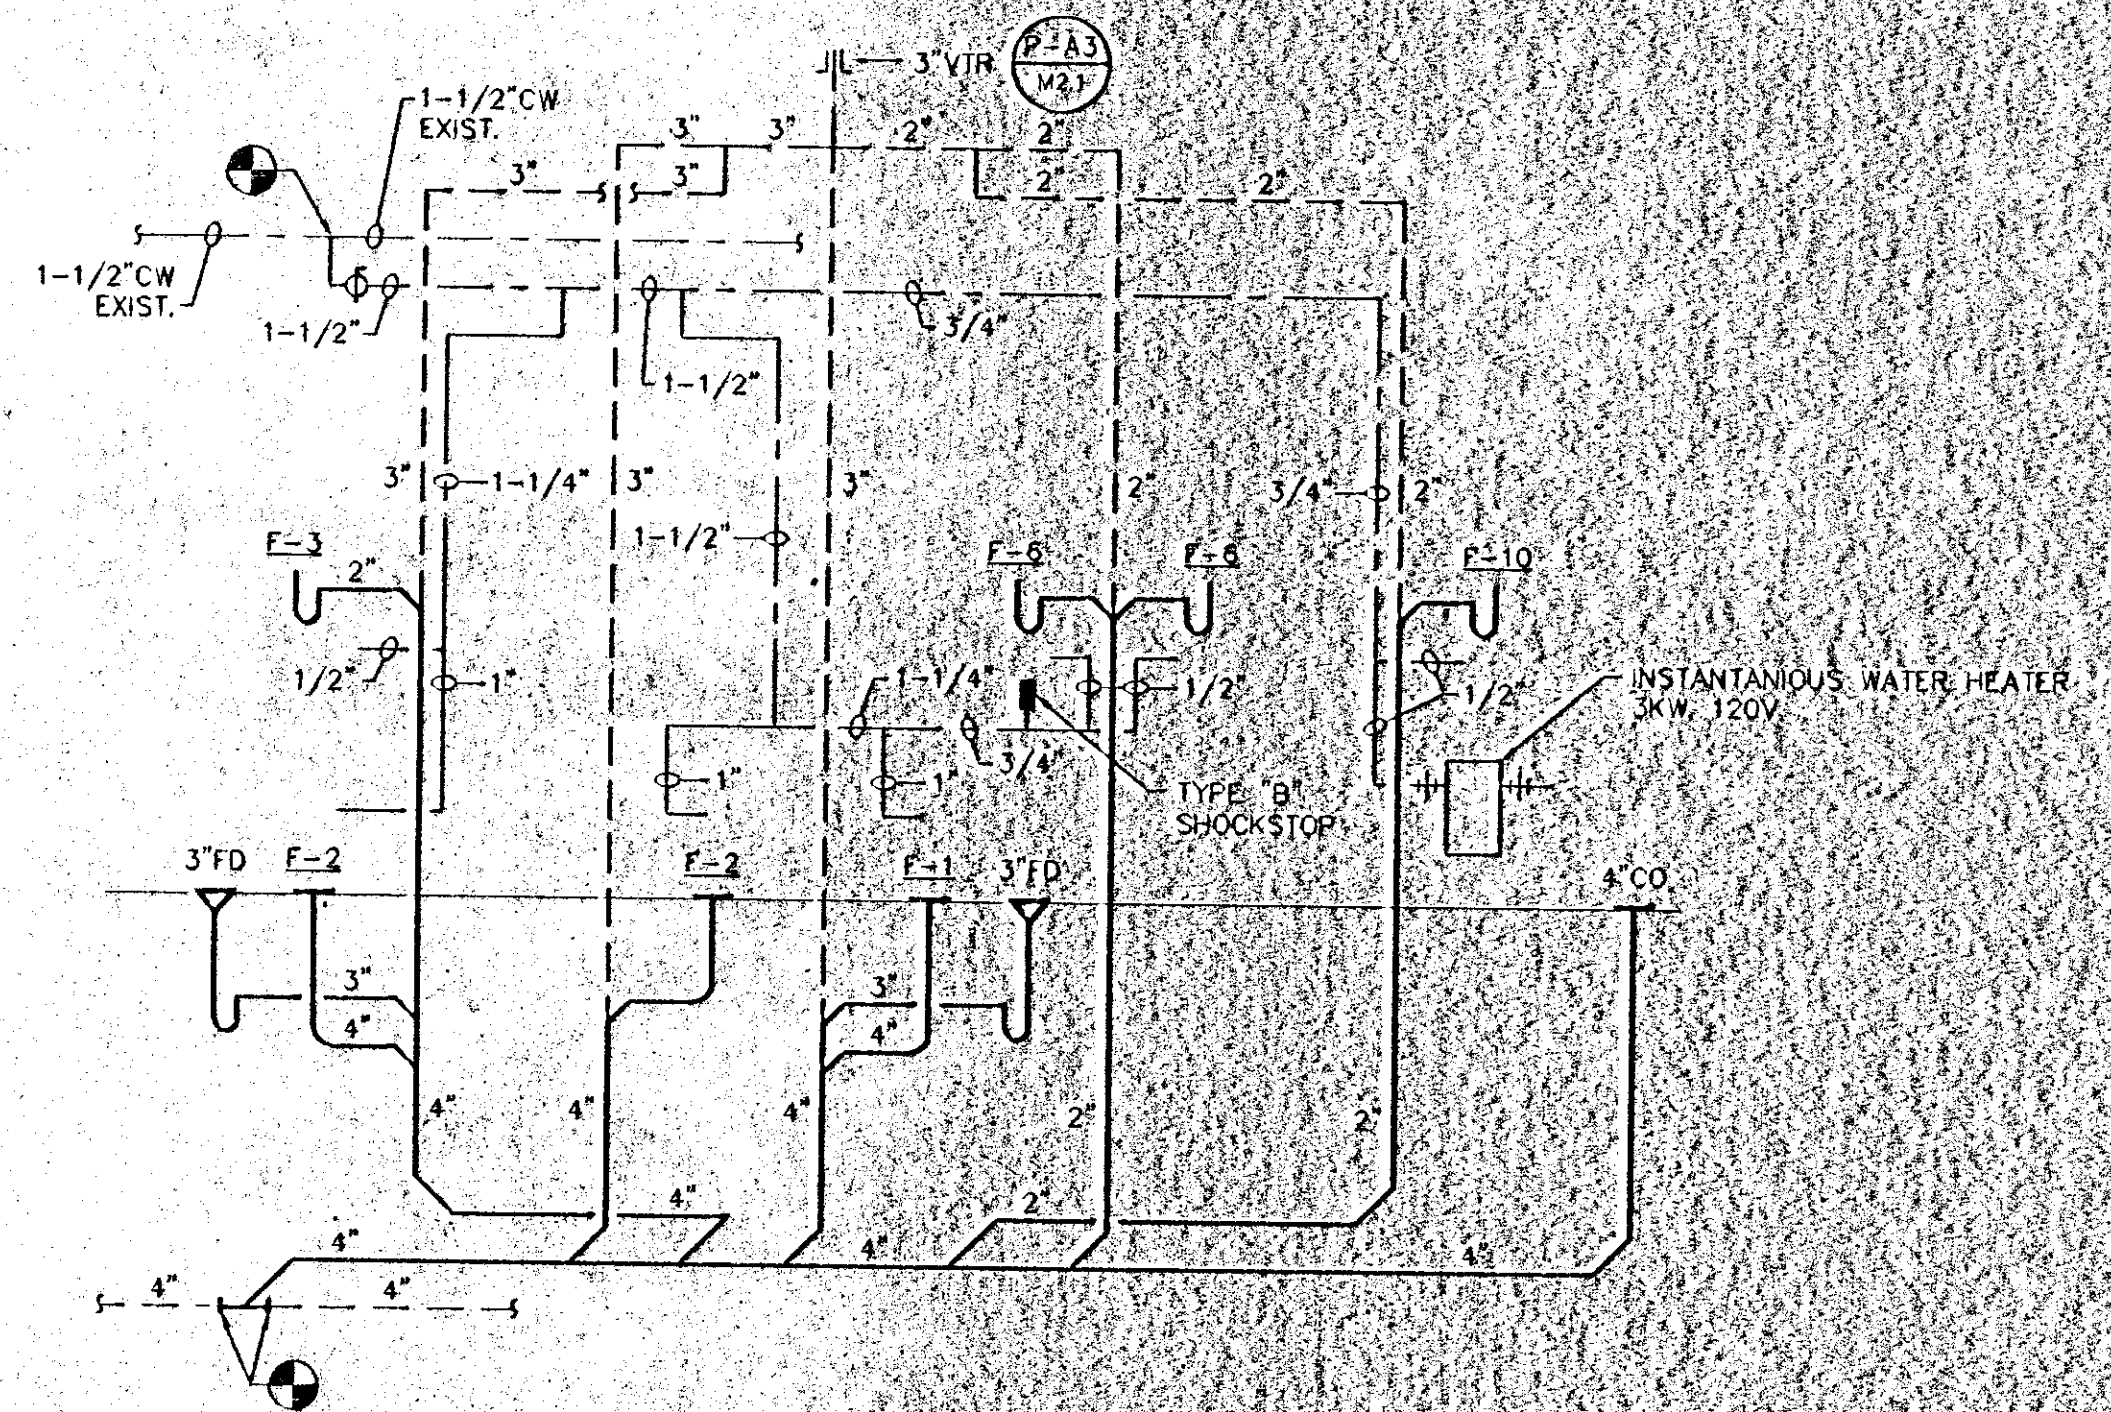 3"VTR
P-A3
M2.1
1-1/2"CW
EXIST.
3"
3"
2"
2"
3"
3"
2"
2"
1-1/2"CW
EXIST.
1-1/2"
3/4"
1-1/2"
3"
1-1/4"
3"
3"
2"
3/4"
2"
1-1/2"
F-3
2"
F-6
F-6
F-10
1/2"
1"
1-1/4"
1/2"
1/2"
INSTANTANIOUS WATER HEATER
3KW, 120V
3/4"
1"
1"
TYPE "B"
SHOCKSTOP
3"FD
F-2
F-2
F-1
3"FD
4"CO
3"
4"
3"
4"
4"
4"
4"
2"
2"
4"
2"
4"
4"
4"
4"
4"